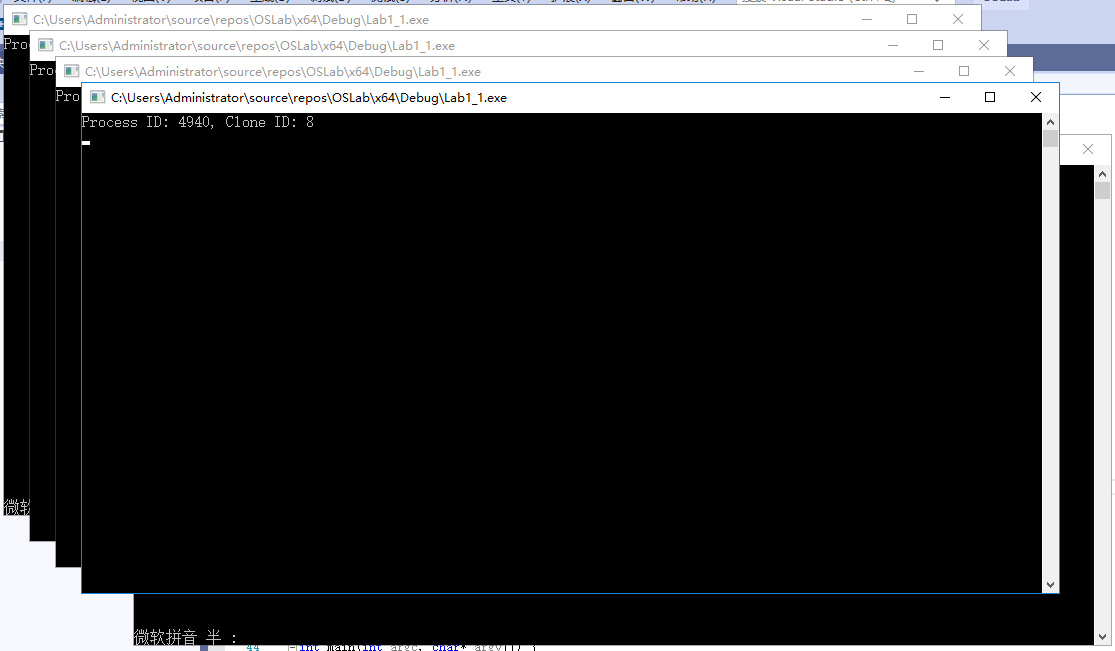 C:\Users\Administrator\source\repos\OSLab\x64\Debug\Lab1_1.exe
Proc
C:\Users\Administrator\source\repos\OSLab\x64\Debug\Lab1_1.exe
Pro
C:\Users\Administrator\source\repos\OSLab\x64\Debug\Lab1_1.exe
Pro
C:\Users\Administrator\source\repos\OSLab\x64\Debug\Lab1_1.exe
Process ID: 4940, Clone ID: 8
微软
微软拼音 半 :
44 int main(int argc, char* argv[]) {